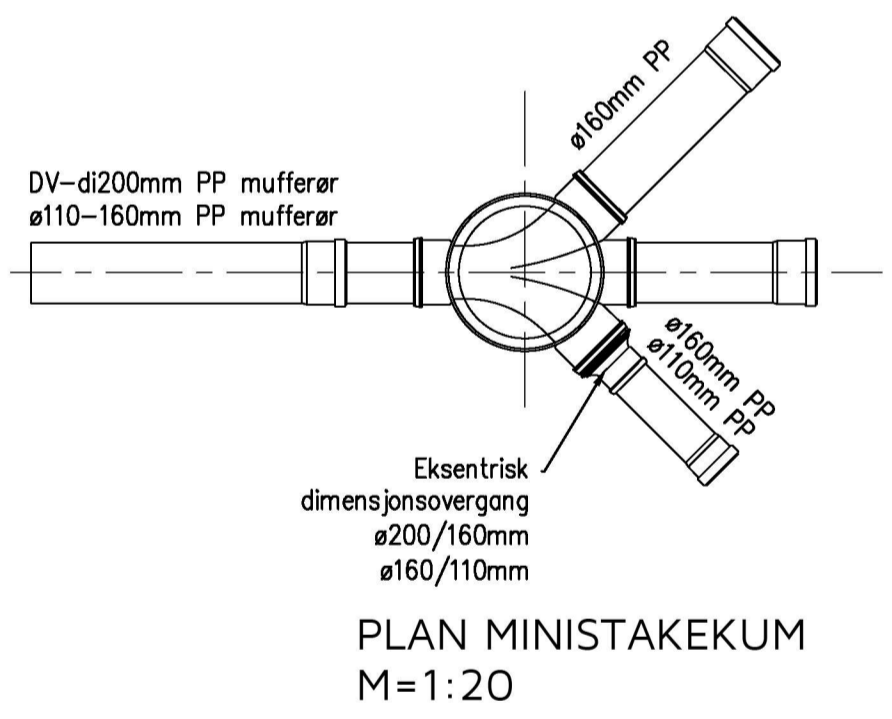 ø160mm PP
DV-di200mm PP mufferør
ø110-160mm PP mufferør
ø160mm PP
ø110mm PP
Eksentrisk
dimensjonsovergang
ø200/160mm
ø160/110mm
PLAN MINISTAKEKUM
M=1:20